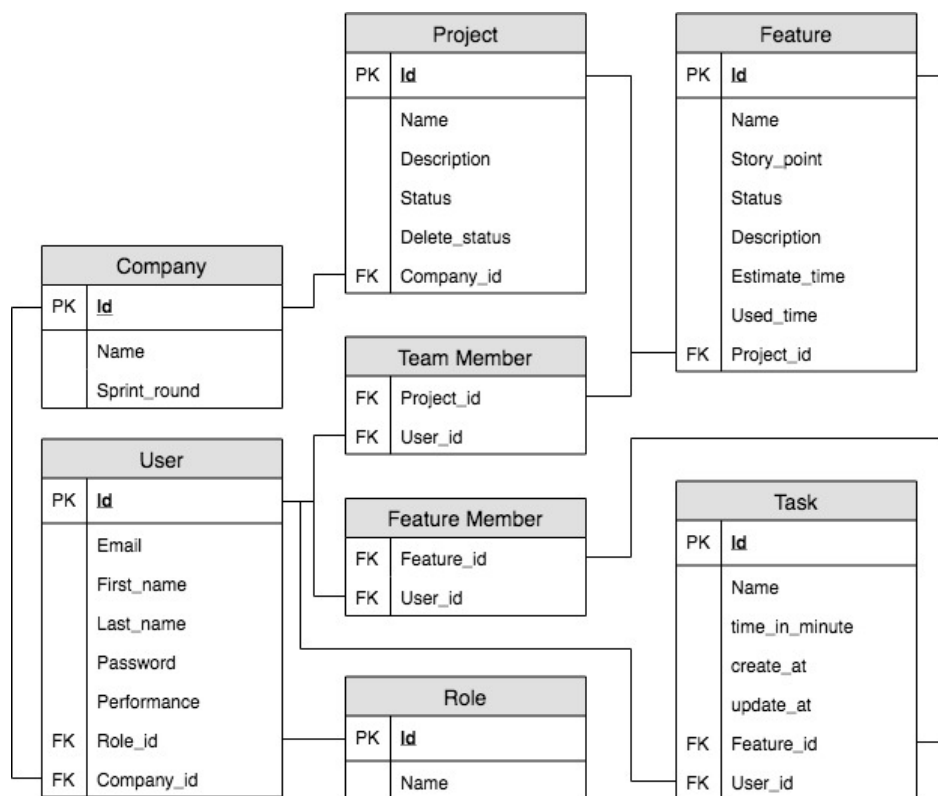 Project
PK Id
Name
Description
Status
Delete_status
FK Company_id
Feature
PK Id
Name
Story_point
Status
Description
Estimate_time
Used_time
FK Project_id
Company
PK Id
Name
Sprint_round
Team Member
FK Project_id
FK User_id
User
PK Id
Email
First_name
Last_name
Password
Performance
FK Role_id
FK Company_id
Feature Member
FK Feature_id
FK User_id
Task
PK Id
Name
time_in_minute
create_at
update_at
FK Feature_id
FK User_id
Role
PK Id
Name